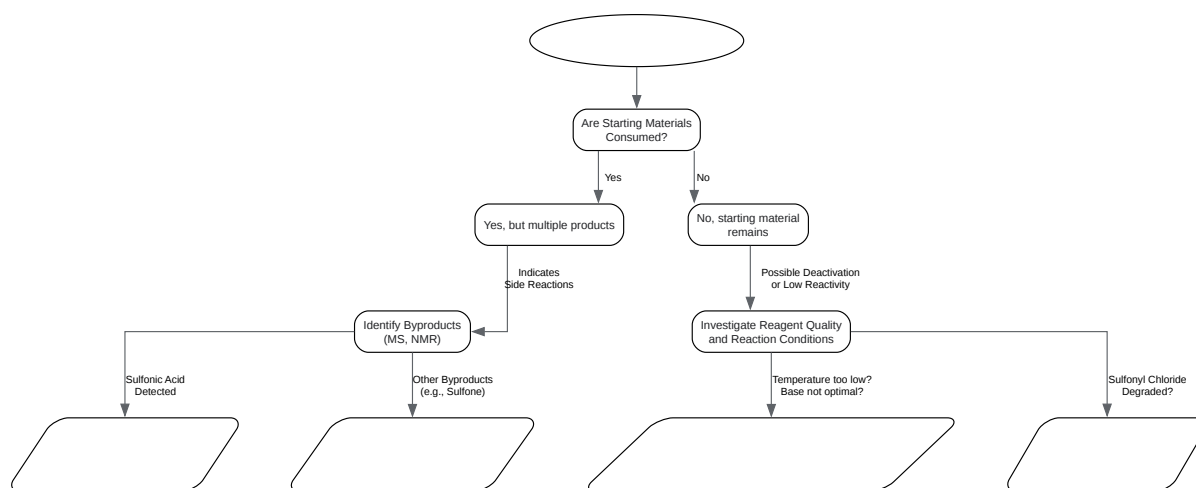 Are Starting Materials
Consumed?
Yes
No
Yes, but multiple products
No, starting material
remains
Indicates
Side Reactions
Possible Deactivation
or Low Reactivity
Identify Byproducts
(MS, NMR)
Investigate Reagent Quality
and Reaction Conditions
Sulfonic Acid
Detected
Other Byproducts
(e.g., Sulfone)
Temperature too low?
Base not optimal?
Sulfonyl Chloride
Degraded?